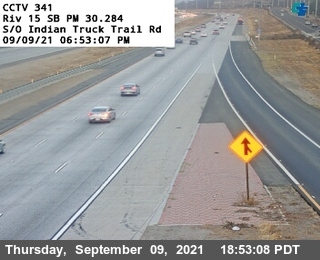 CCTV 341
Riv 15 SB PM 30.284
S/O Indian Truck Trail Rd
09/09/21 06:53:07 PM
Thursday, September 09, 2021 18:53:08 PDT